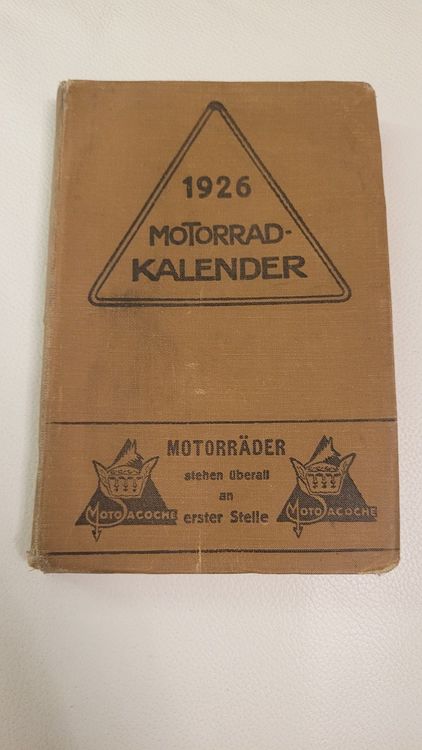 1926
MOTORRAD-
KALENDER
MOTORRÄDER
stehen überall
an
erster Stelle
MOTOSACOCHE
MOTOSACOCHE